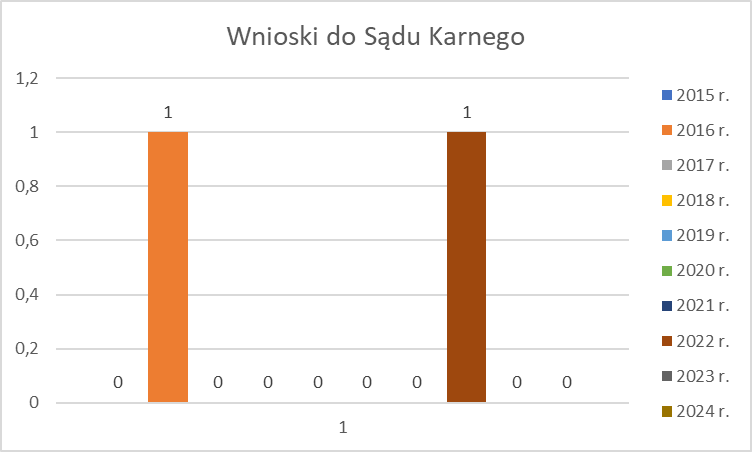 Wnioski do Sądu Karnego
1,2
1
0,8
0,6
0,4
0,2
0
0 1 0 0 0 0 0 1 0 0
1
2015 r.
2016 r.
2017 r.
2018 r.
2019 r.
2020 r.
2021 r.
2022 r.
2023 r.
2024 r.